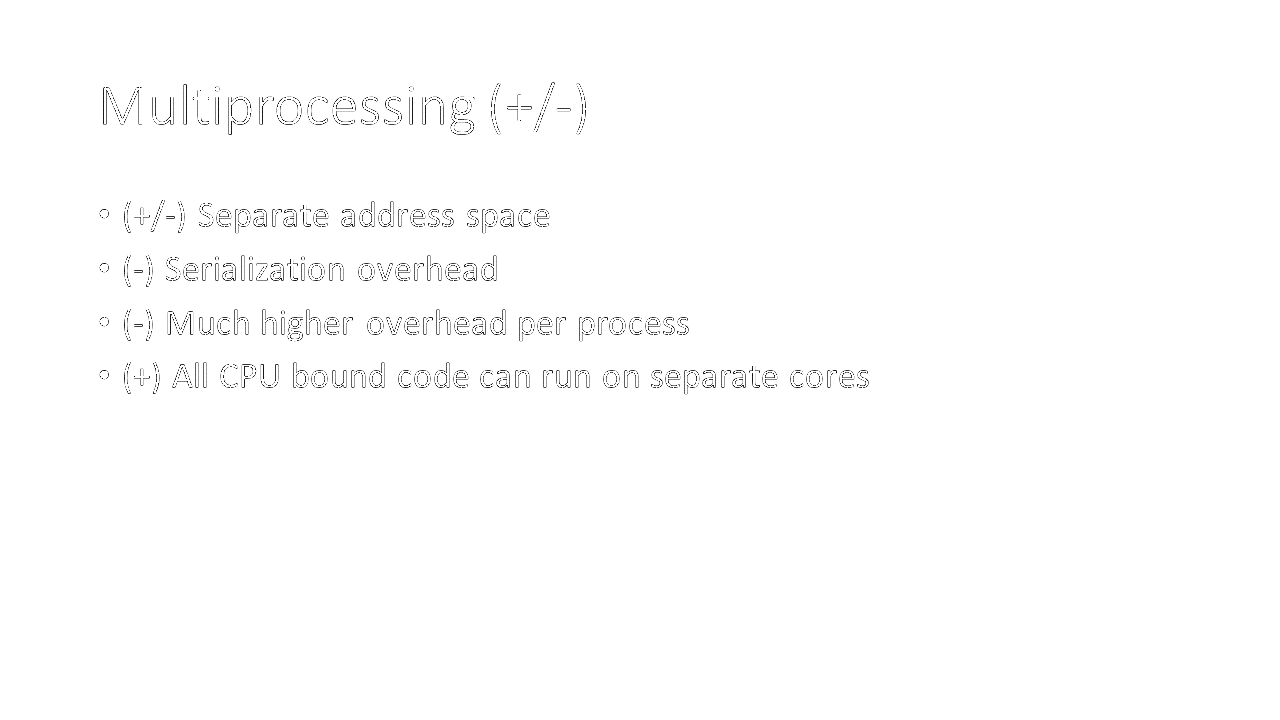 Multiprocessing (+/-)
• (+/-) Separate address space
• (-) Serialization overhead
• (-) Much higher overhead per process
• (+) All CPU bound code can run on separate cores